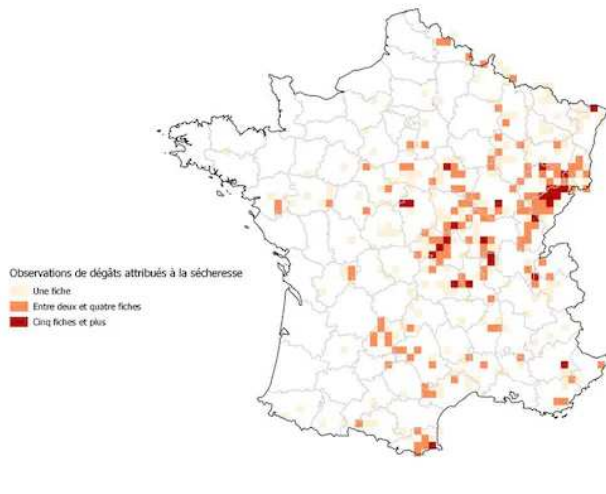 Observations de dégâts attribués à la sécheresse
Une fiche
Entre deux et quatre fiches
Cinq fiches et plus